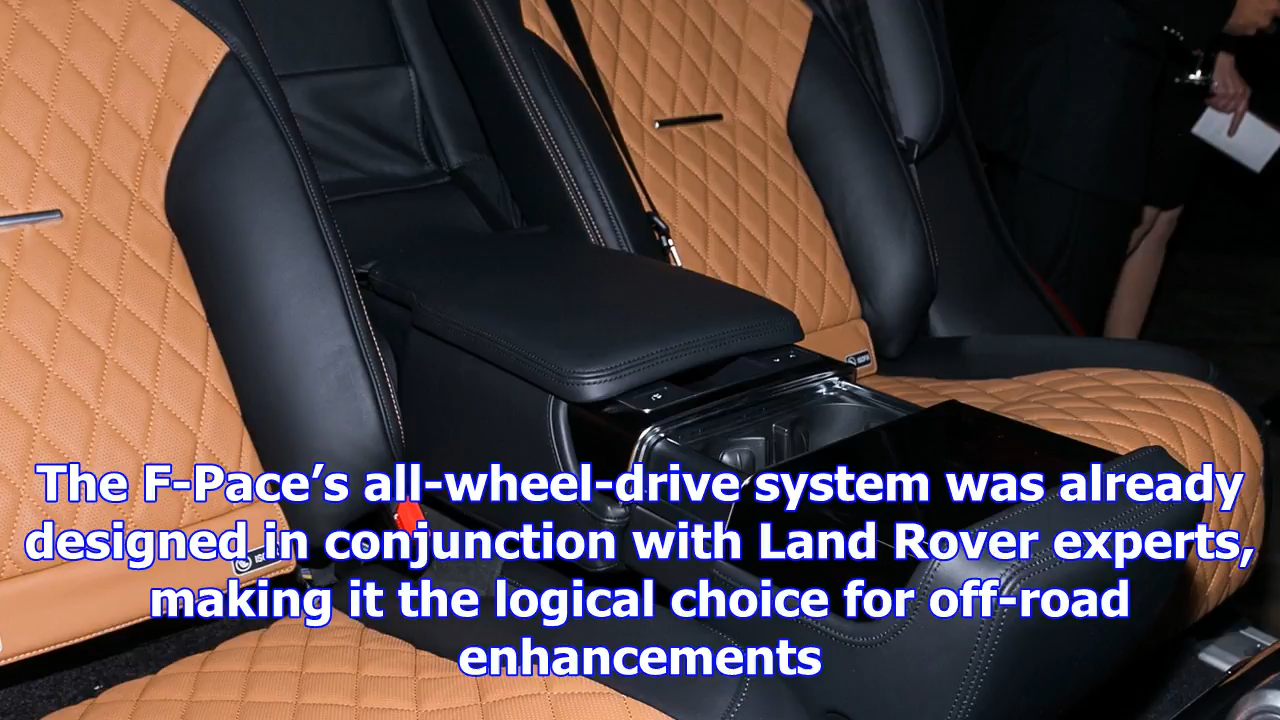 The F-Pace’s all-wheel-drive system was already
designed in conjunction with Land Rover experts,
making it the logical choice for off-road
enhancements